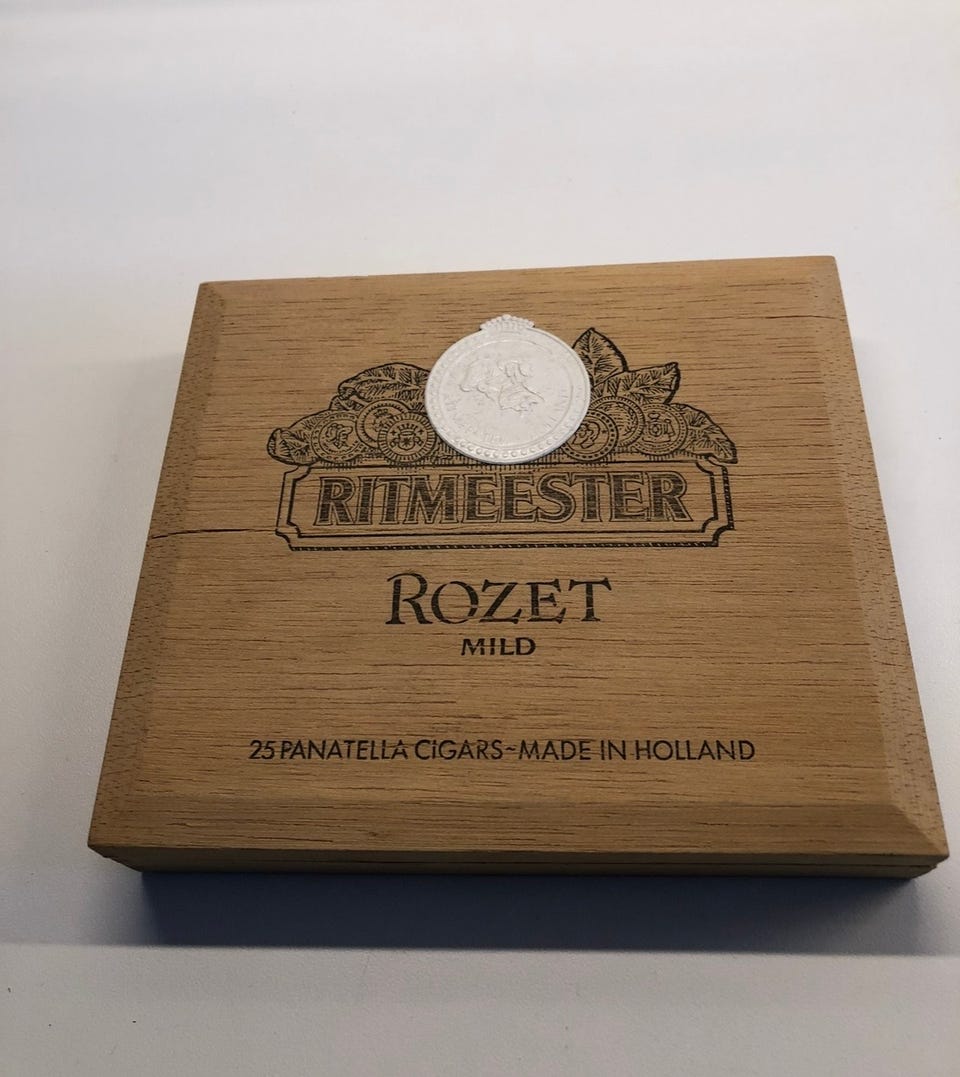 RITMEESTER
ROZET
MILD
25 PANATELLA CIGARS~MADE IN HOLLAND